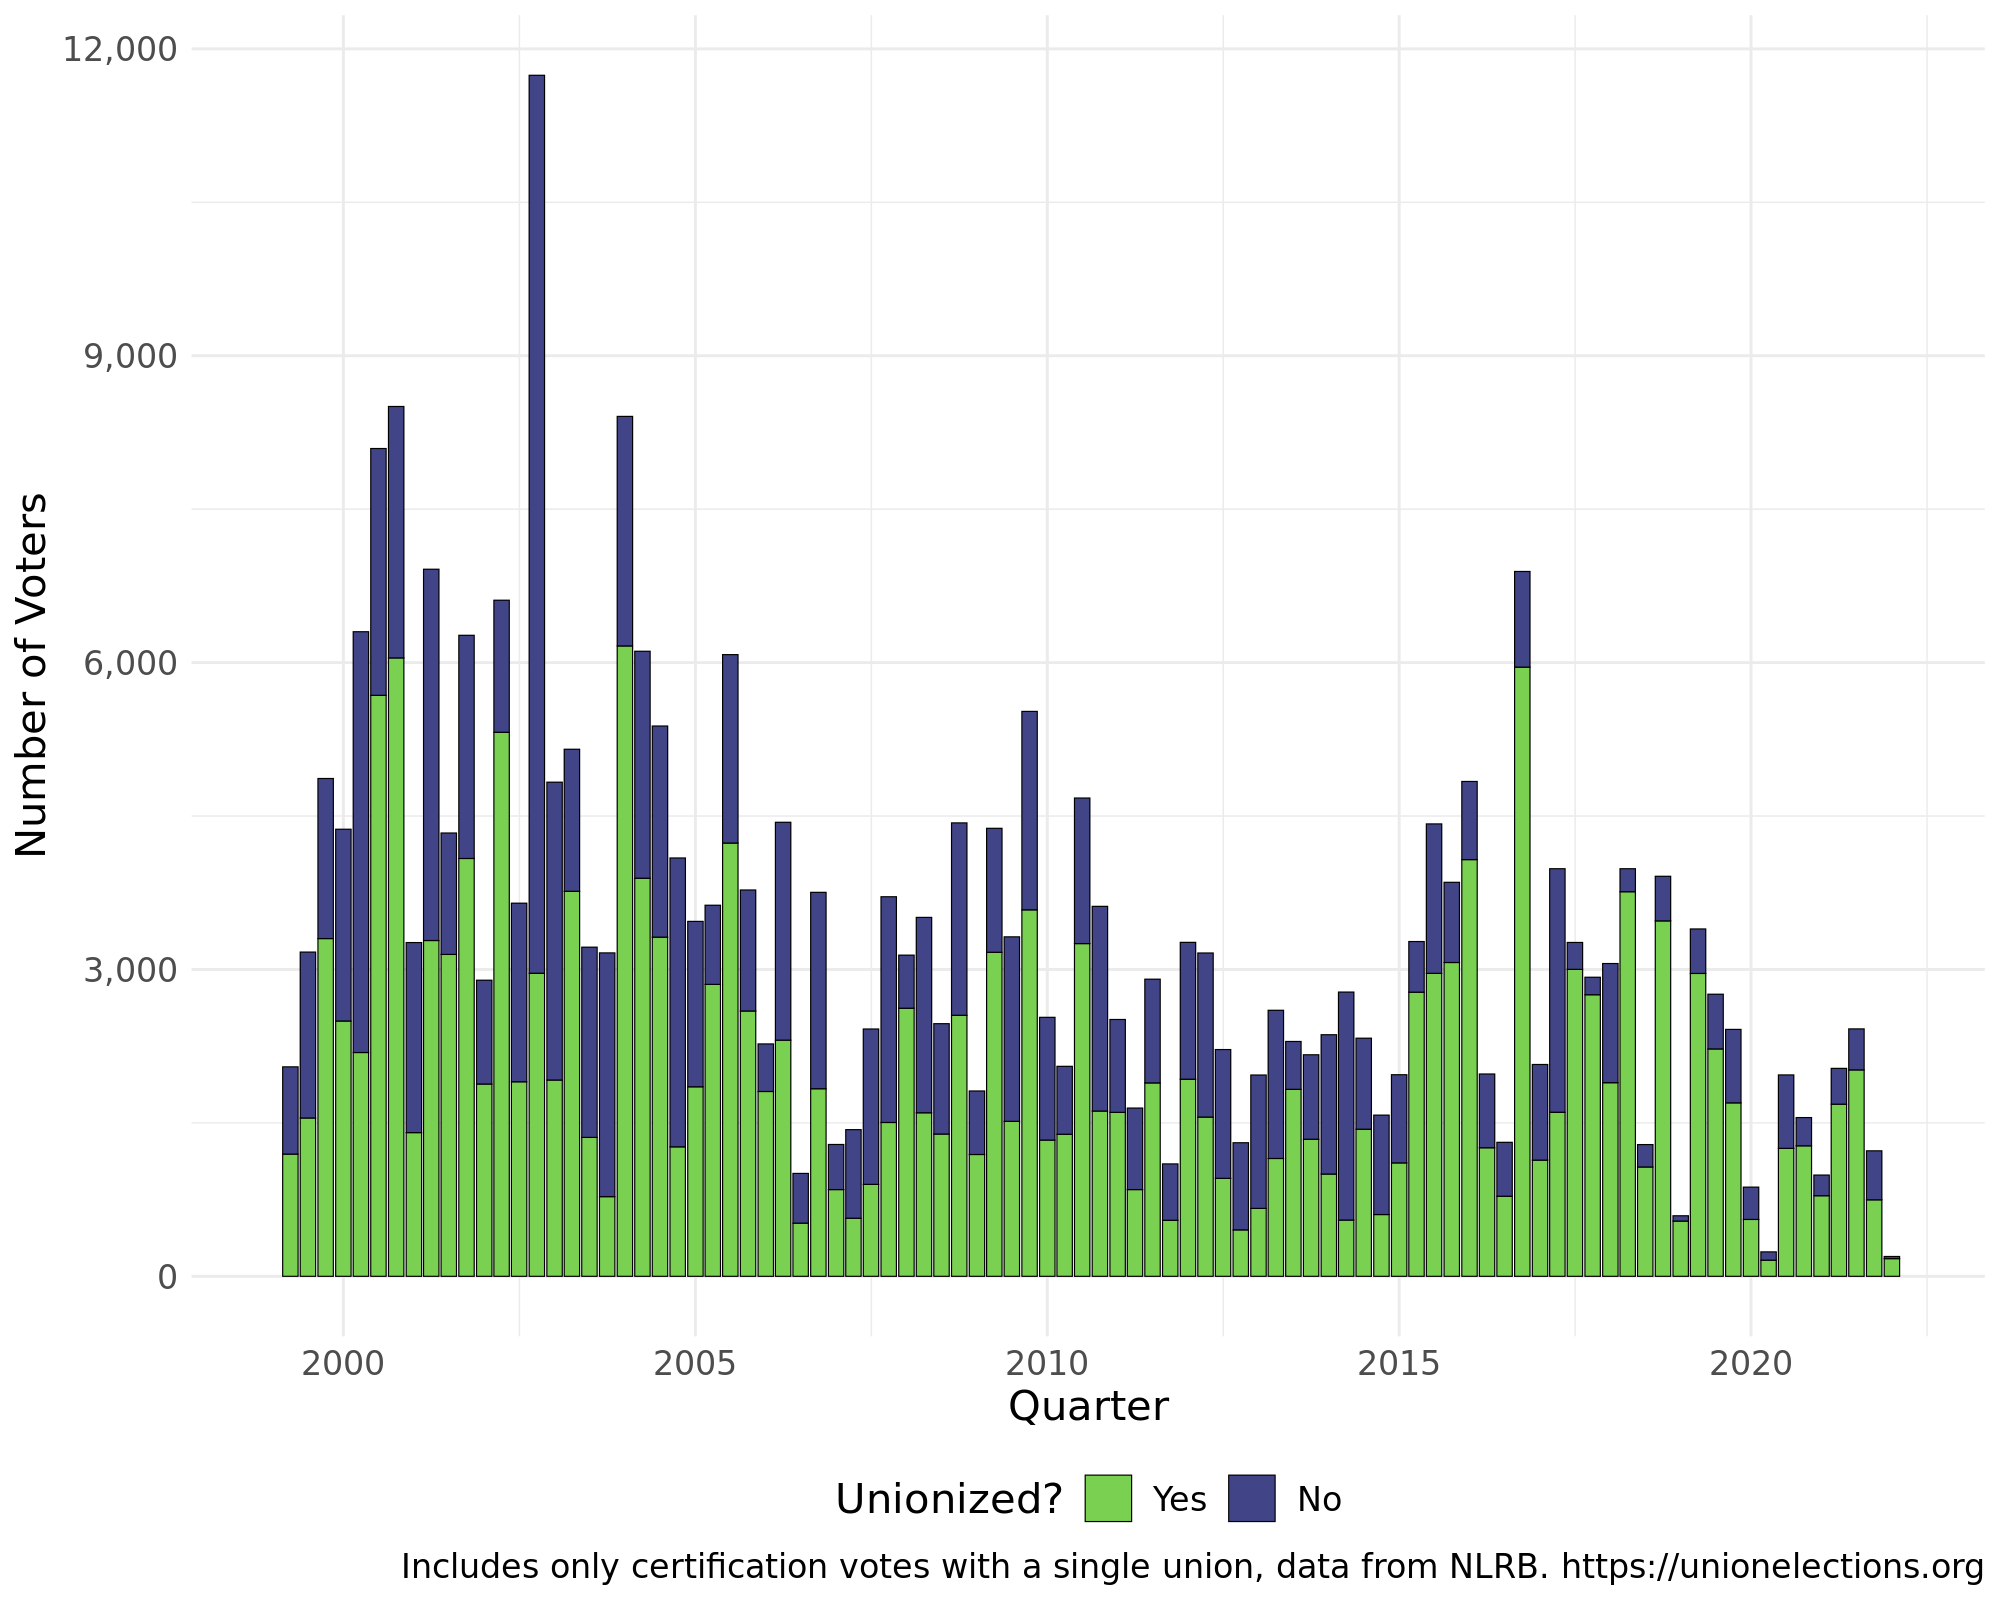 12,000
9,000
6,000
3,000
0
Number of Voters
2000 2005 2010 2015 2020
Quarter
Unionized? Yes No
Includes only certification votes with a single union, data from NLRB. https://unionelections.org